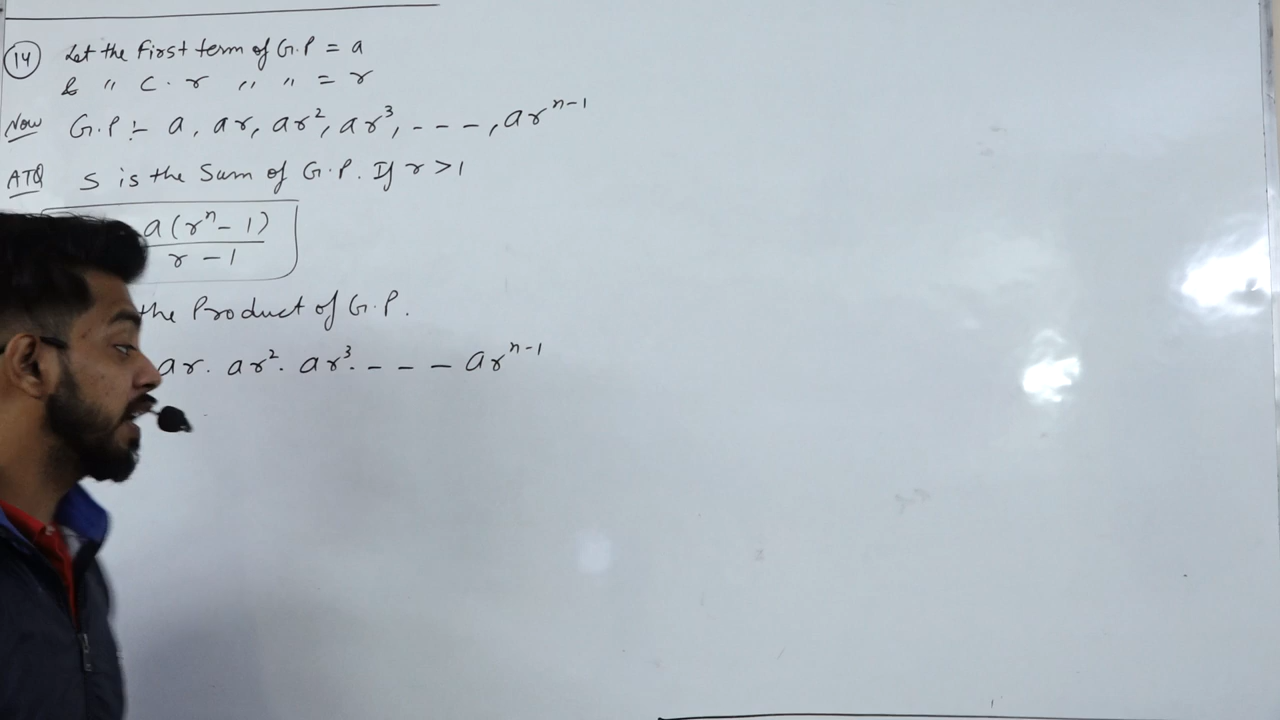 14 Let the First term of G.P = a
& " C. r " " = r
Now G.P :- a, ar, ar², ar³, - - - -, arⁿ⁻¹
ATQ S is the Sum of G.P. If r > 1
a(rⁿ - 1)
r - 1
the Product of G.P.
ar. ar². ar³. - - - arⁿ⁻¹